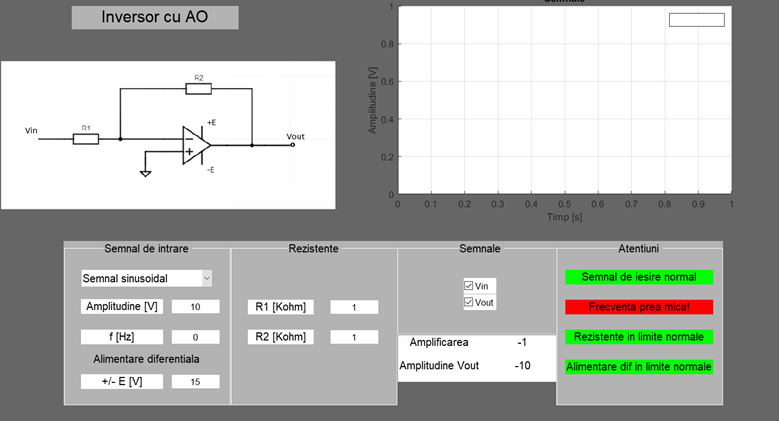 Inversor cu AO
R2
R1
Vin
+E
Vout
-E
1
0.8
0.6
0.4
0.2
0
Amplitudine [V]
0 0.1 0.2 0.3 0.4 0.5 0.6 0.7 0.8 0.9 1
Timp [s]
Semnal de intrare
Semnal sinusoidal
Amplitudine [V] 10
f [Hz] 0
Alimentare diferentiala
+/- E [V] 15
Rezistente
R1 [Kohm] 1
R2 [Kohm] 1
Semnale
Vin
Vout
Amplificarea -1
Amplitudine Vout -10
Atentiuni
Semnal de iesire normal
Frecventa prea mica!
Rezistente in limite normale
Alimentare dif in limite normale